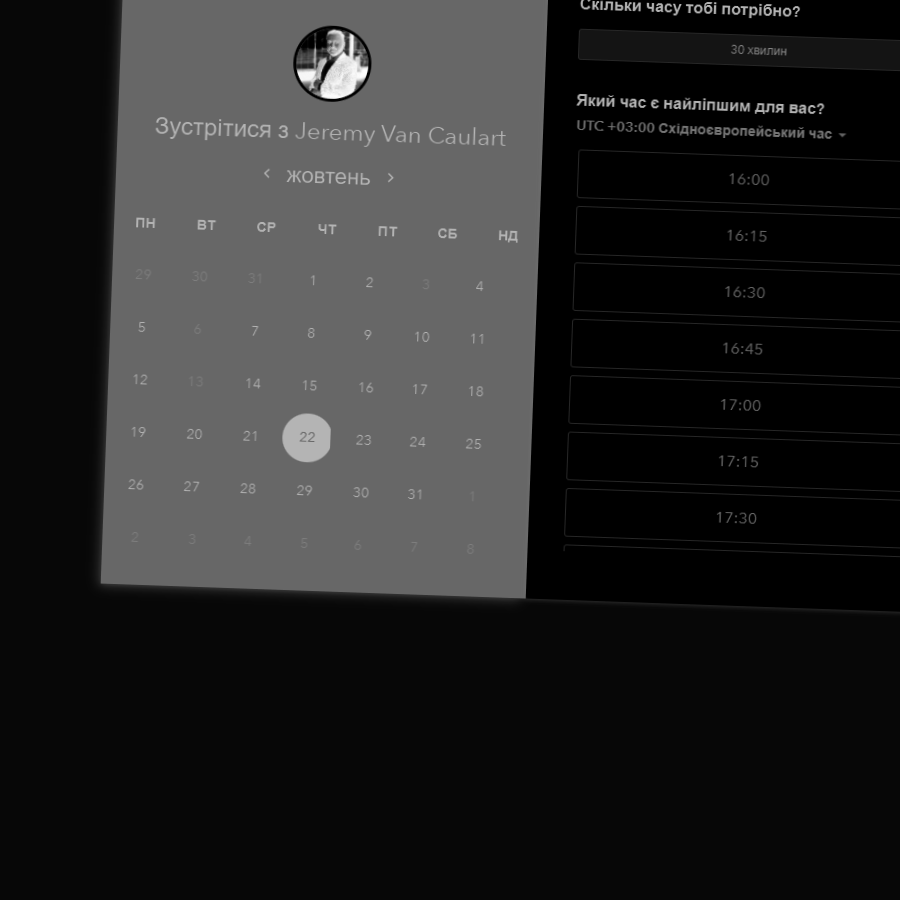 Зустрітися з Jeremy Van Caulart
‹ жовтень ›
ПН ВТ СР ЧТ ПТ СБ НД
29 30 31 1 2 3 4
5 6 7 8 9 10 11
12 13 14 15 16 17 18
19 20 21 22 23 24 25
26 27 28 29 30 31 1
2 3 4 5 6 7 8
Скільки часу тобі потрібно?
30 хвилин
Який час є найліпшим для вас?
UTC +03:00 Східноєвропейський час
16:00
16:15
16:30
16:45
17:00
17:15
17:30